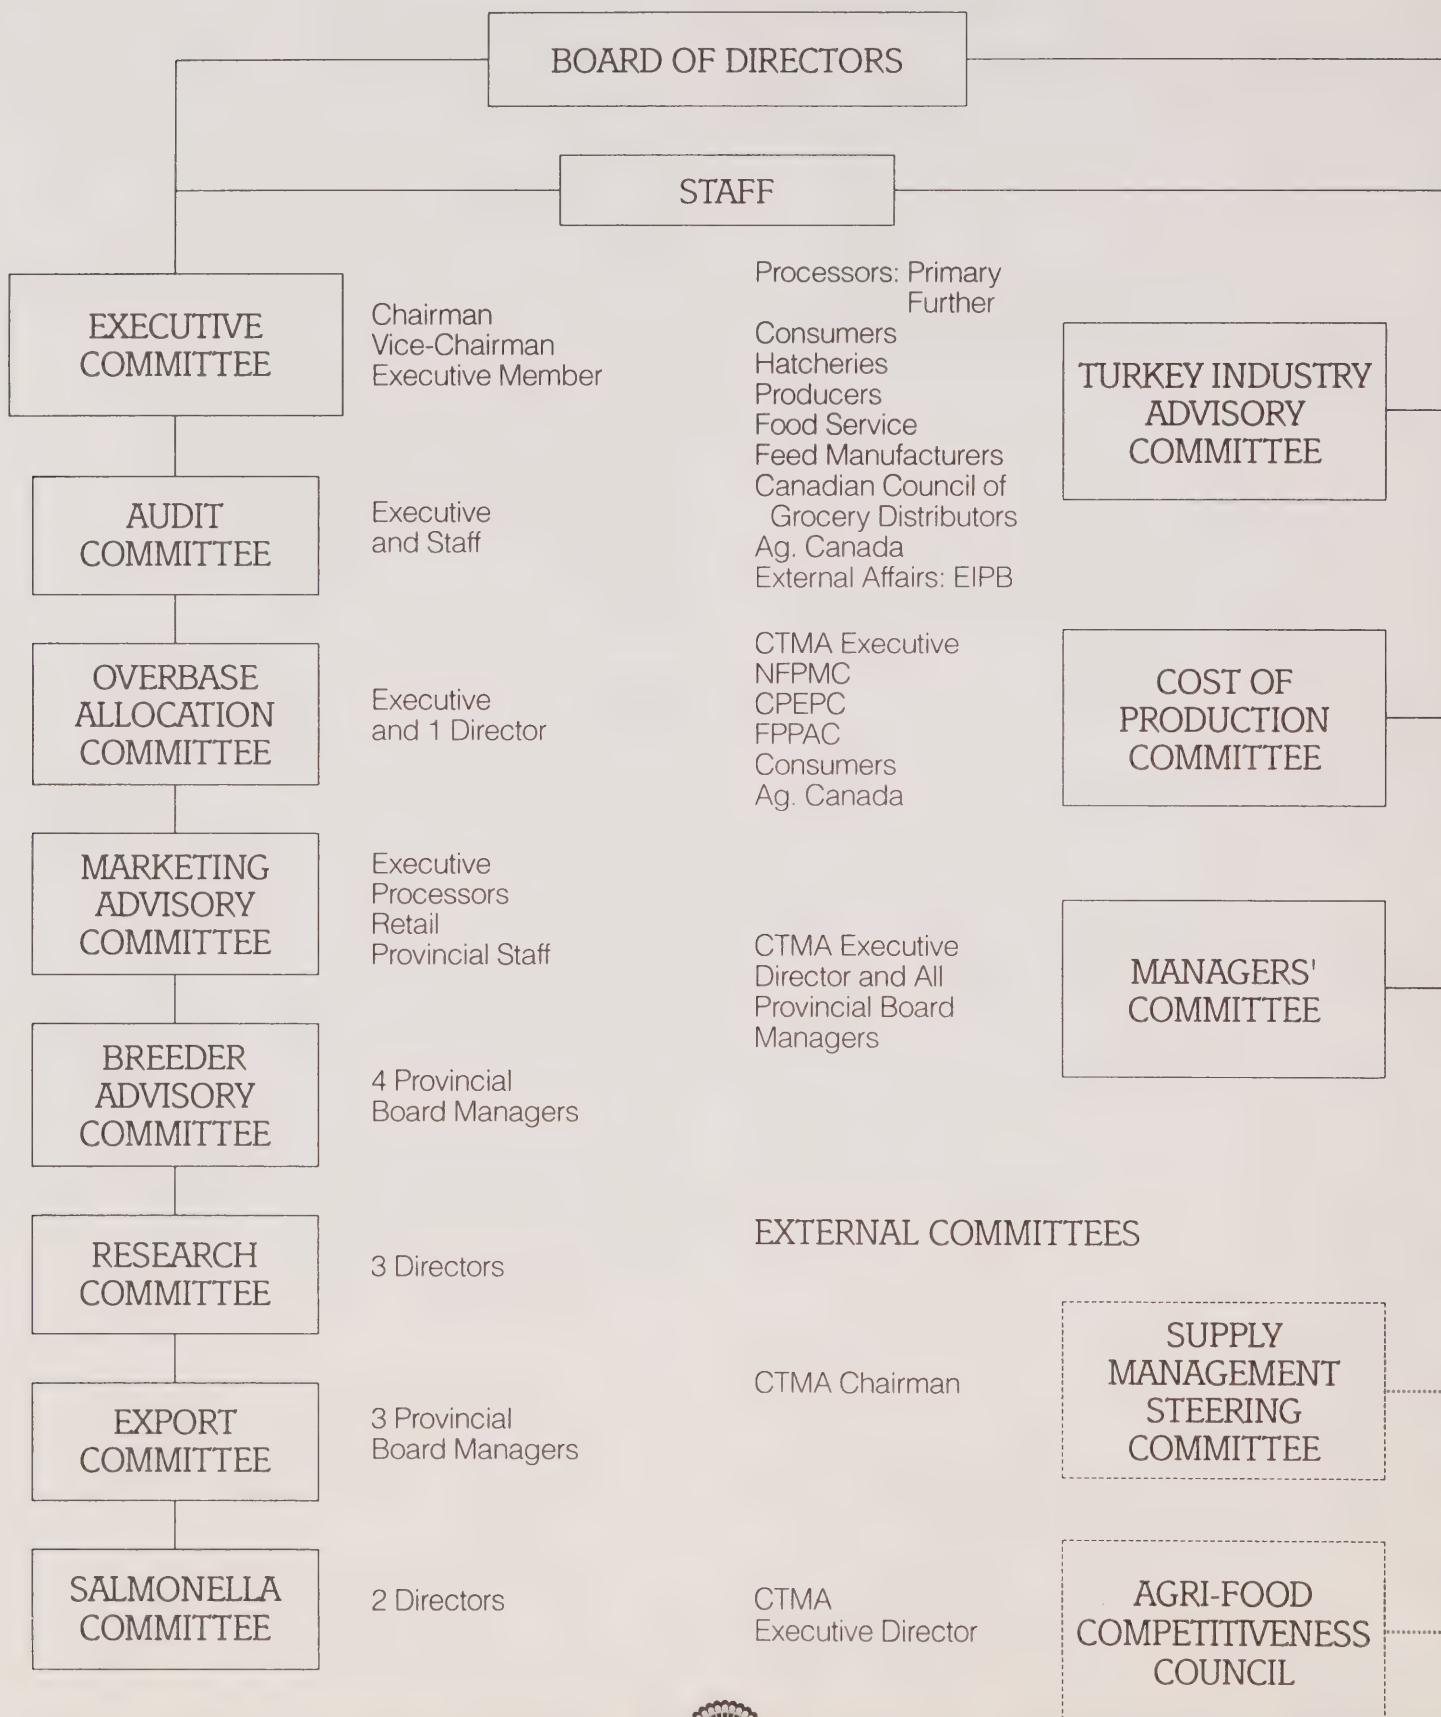 BOARD OF DIRECTORS
STAFF
EXECUTIVE
COMMITTEE
Chairman
Vice-Chairman
Executive Member
AUDIT
COMMITTEE
Executive
and Staff
OVERBASE
ALLOCATION
COMMITTEE
Executive
and 1 Director
MARKETING
ADVISORY
COMMITTEE
Executive
Processors
Retail
Provincial Staff
BREEDER
ADVISORY
COMMITTEE
4 Provincial
Board Managers
RESEARCH
COMMITTEE
3 Directors
EXPORT
COMMITTEE
3 Provincial
Board Managers
SALMONELLA
COMMITTEE
2 Directors
Processors: Primary
Further
Consumers
Hatcheries
Producers
Food Service
Feed Manufacturers
Canadian Council of
Grocery Distributors
Ag. Canada
External Affairs: EIPB
TURKEY INDUSTRY
ADVISORY
COMMITTEE
CTMA Executive
NFPMC
CPEPC
FPPAC
Consumers
Ag. Canada
COST OF
PRODUCTION
COMMITTEE
CTMA Executive
Director and All
Provincial Board
Managers
MANAGERS'
COMMITTEE
EXTERNAL COMMITTEES
CTMA Chairman
SUPPLY
MANAGEMENT
STEERING
COMMITTEE
CTMA
Executive Director
AGRI-FOOD
COMPETITIVENESS
COUNCIL